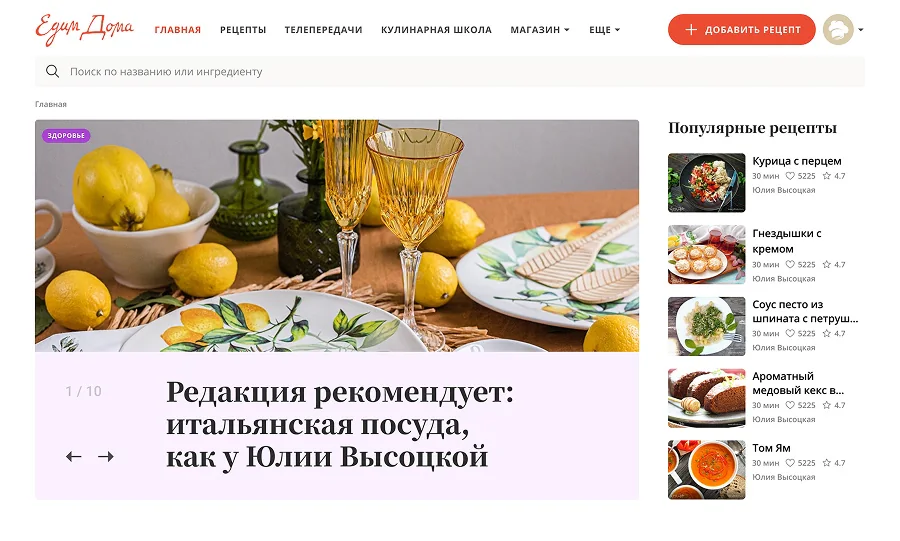 Едим Дома
ГЛАВНАЯ
РЕЦЕПТЫ
ТЕЛЕПЕРЕДАЧИ
КУЛИНАРНАЯ ШКОЛА
МАГАЗИН
ЕЩЕ
ДОБАВИТЬ РЕЦЕПТ
Поиск по названию или ингредиенту
Главная
ЗДОРОВЬЕ
1 / 10
Редакция рекомендует:
итальянская посуда,
как у Юлии Высоцкой
Популярные рецепты
Курица с перцем
30 мин 5225 4.7
Юлия Высоцкая
Гнездышки с
кремом
30 мин 5225 4.7
Юлия Высоцкая
Соус песто из
шпината с петруш...
30 мин 5225 4.7
Юлия Высоцкая
Ароматный
медовый кекс в...
30 мин 5225 4.7
Юлия Высоцкая
Том Ям
30 мин 5225 4.7
Юлия Высоцкая